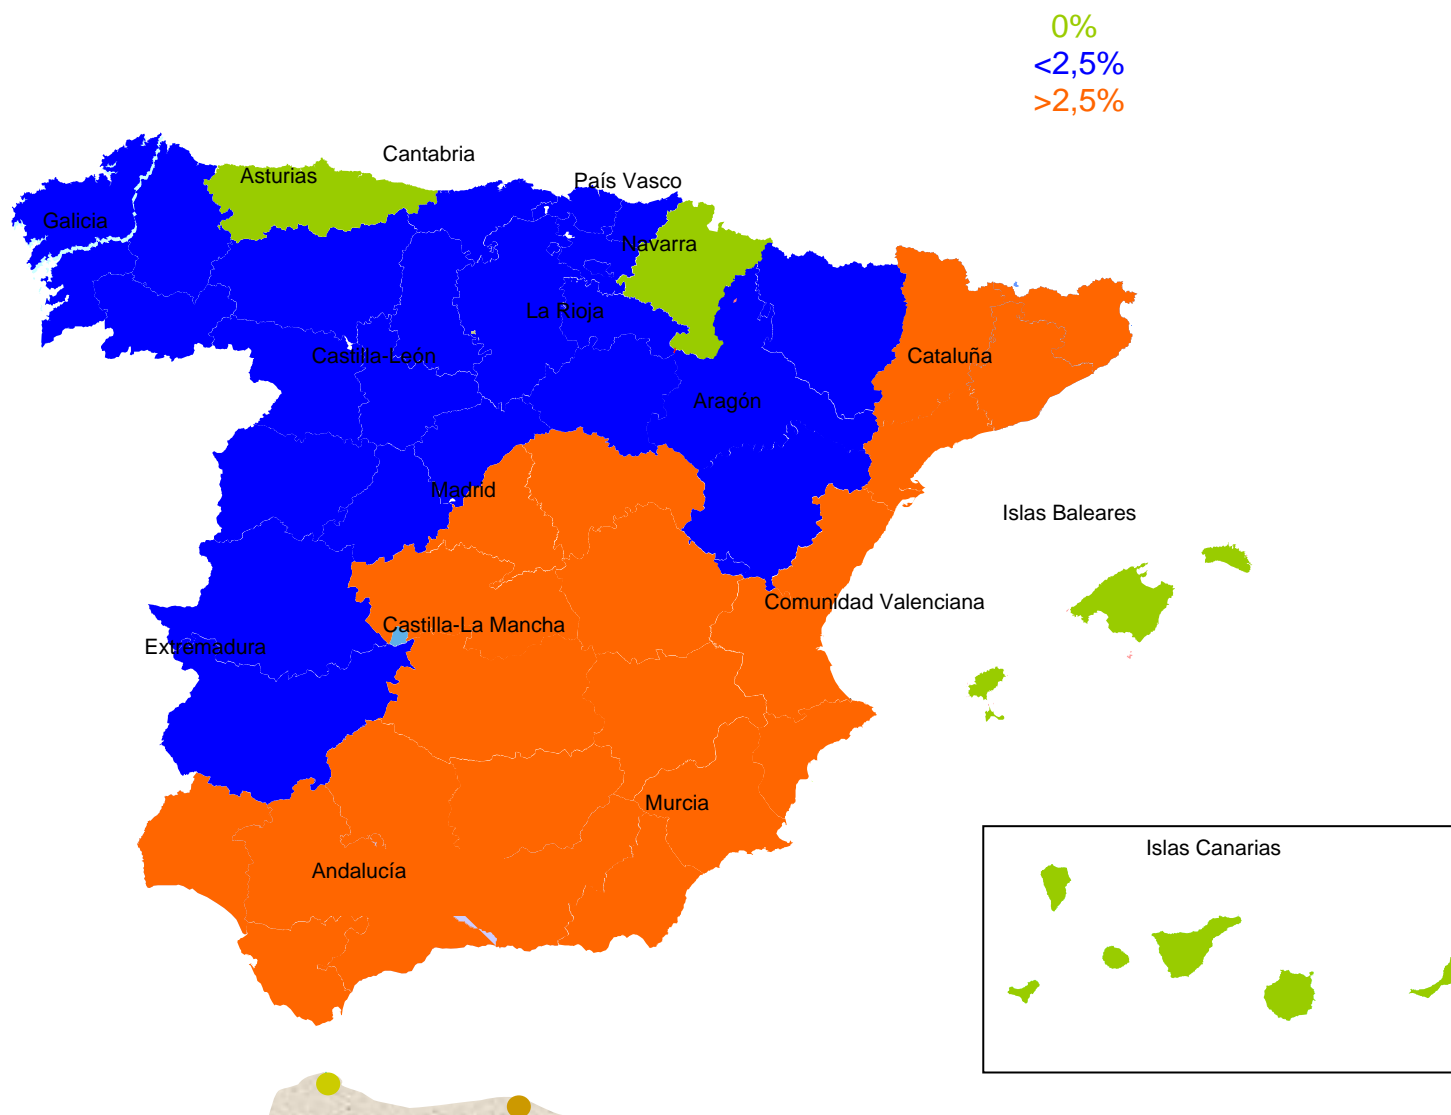 0%
<2,5%
>2,5%
Cantabria
Asturias
País Vasco
Galicia
Navarra
La Rioja
Castilla-León
Cataluña
Aragón
Madrid
Islas Baleares
Comunidad Valenciana
Castilla-La Mancha
Extremadura
Murcia
Islas Canarias
Andalucía